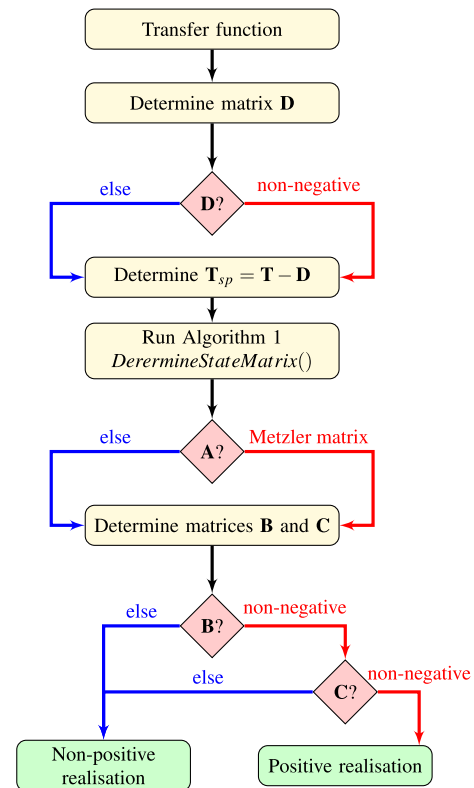 Transfer function
Determine matrix D
D?
else
non-negative
Determine T_sp = T − D
Run Algorithm 1
DerermineStateMatrix()
A?
else
Metzler matrix
Determine matrices B and C
B?
else
non-negative
C?
else
non-negative
Non-positive
realisation
Positive realisation